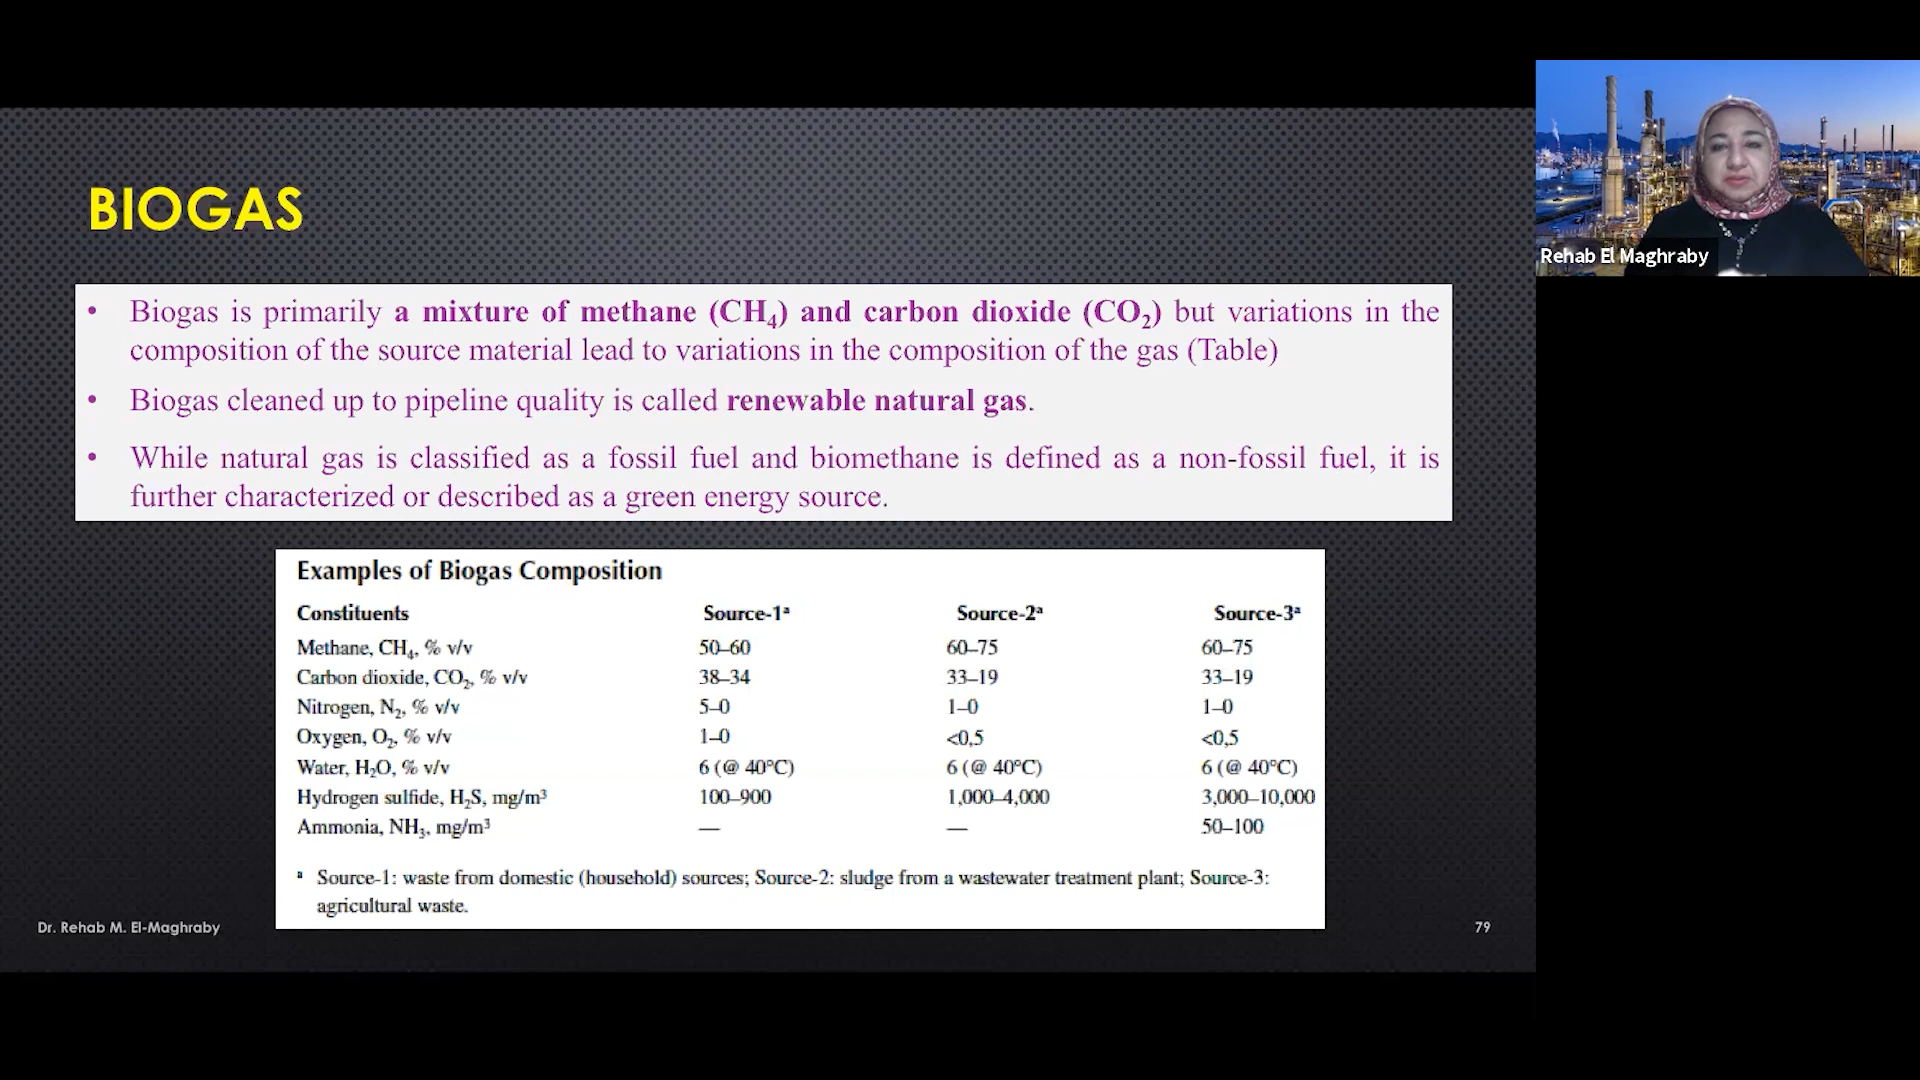 BIOGAS
• Biogas is primarily a mixture of methane (CH₄) and carbon dioxide (CO₂) but variations in the
composition of the source material lead to variations in the composition of the gas (Table)
• Biogas cleaned up to pipeline quality is called renewable natural gas.
• While natural gas is classified as a fossil fuel and biomethane is defined as a non-fossil fuel, it is
further characterized or described as a green energy source.
Examples of Biogas Composition
Constituents Source-1ᵃ Source-2ᵃ Source-3ᵃ
Methane, CH₄, % v/v 50–60 60–75 60–75
Carbon dioxide, CO₂, % v/v 38–34 33–19 33–19
Nitrogen, N₂, % v/v 5–0 1–0 1–0
Oxygen, O₂, % v/v 1–0 <0,5 <0,5
Water, H₂O, % v/v 6 (@ 40°C) 6 (@ 40°C) 6 (@ 40°C)
Hydrogen sulfide, H₂S, mg/m³ 100–900 1,000–4,000 3,000–10,000
Ammonia, NH₃, mg/m³ — — 50–100
ᵃ Source-1: waste from domestic (household) sources; Source-2: sludge from a wastewater treatment plant; Source-3:
agricultural waste.
Dr. Rehab M. El-Maghraby
79
Rehab El Maghraby